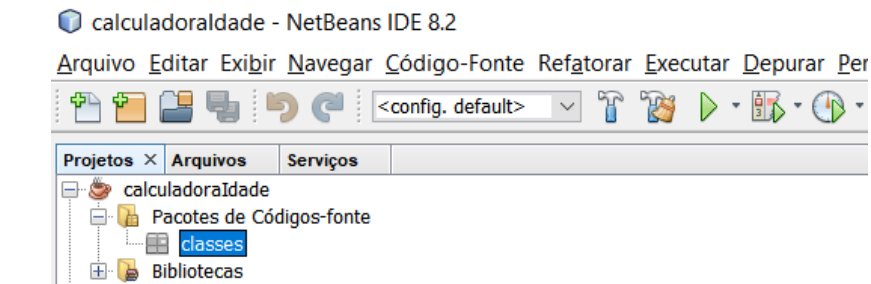 calculadoraIdade - NetBeans IDE 8.2
Arquivo Editar Exibir Navegar Código-Fonte Refatorar Executar Depurar Per
<config. default>
Projetos × Arquivos Serviços
calculadoraIdade
Pacotes de Códigos-fonte
classes
Bibliotecas